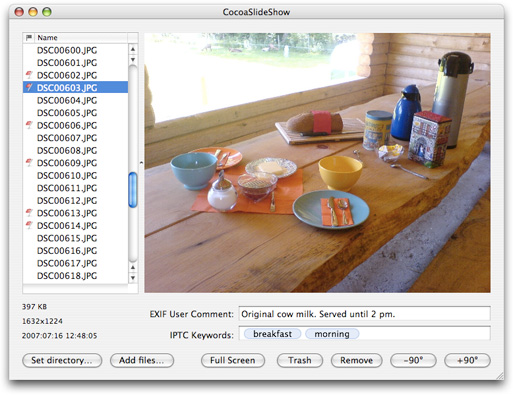 CocoaSlideShow
Name
DSC00600.JPG
DSC00601.JPG
DSC00602.JPG
DSC00603.JPG
DSC00604.JPG
DSC00605.JPG
DSC00606.JPG
DSC00607.JPG
DSC00608.JPG
DSC00609.JPG
DSC00610.JPG
DSC00611.JPG
DSC00612.JPG
DSC00613.JPG
DSC00614.JPG
DSC00615.JPG
DSC00616.JPG
DSC00617.JPG
DSC00618.JPG
397 KB
1632x1224
2007:07:16 12:48:05
EXIF User Comment: Original cow milk. Served until 2 pm.
IPTC Keywords: breakfast morning
Set directory... Add files... Full Screen Trash Remove -90° +90°